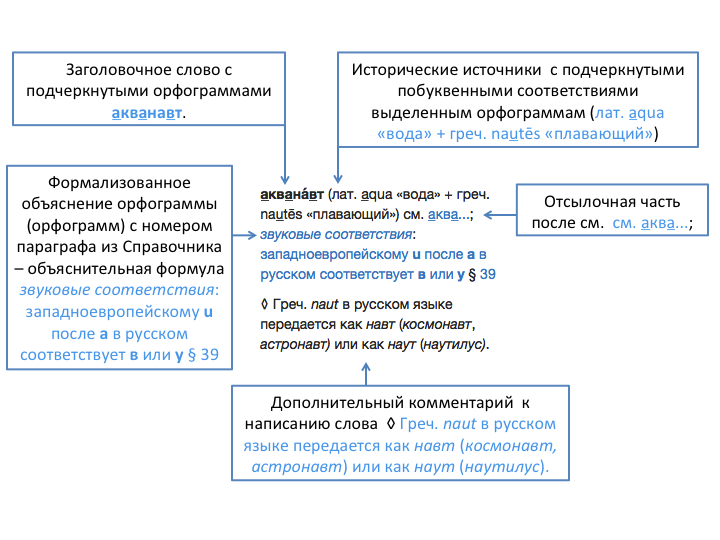 Заголовочное слово с
подчеркнутыми орфограммами
акванавт.
Исторические источники с подчеркнутыми
побуквенными соответствиями
выделенным орфограммам (лат. aqua
«вода» + греч. nautēs «плавающий»)
Формализованное
объяснение орфограммы
(орфограмм) с номером
параграфа из Справочника
– объяснительная формула
звуковые соответствия:
западноевропейскому u
после a в русском
соответствует в или у § 39
аквана́вт (лат. aqua «вода» + греч.
nautēs «плавающий») см. аква...;
звуковые соответствия:
западноевропейскому u после a в
русском соответствует в или у § 39
◊ Греч. naut в русском языке
передается как навт (космонавт,
астронавт) или как наут (наутилус).
Отсылочная часть
после см. см. аква...;
Дополнительный комментарий к
написанию слова ◊ Греч. naut в русском
языке передается как навт (космонавт,
астронавт) или как наут (наутилус).